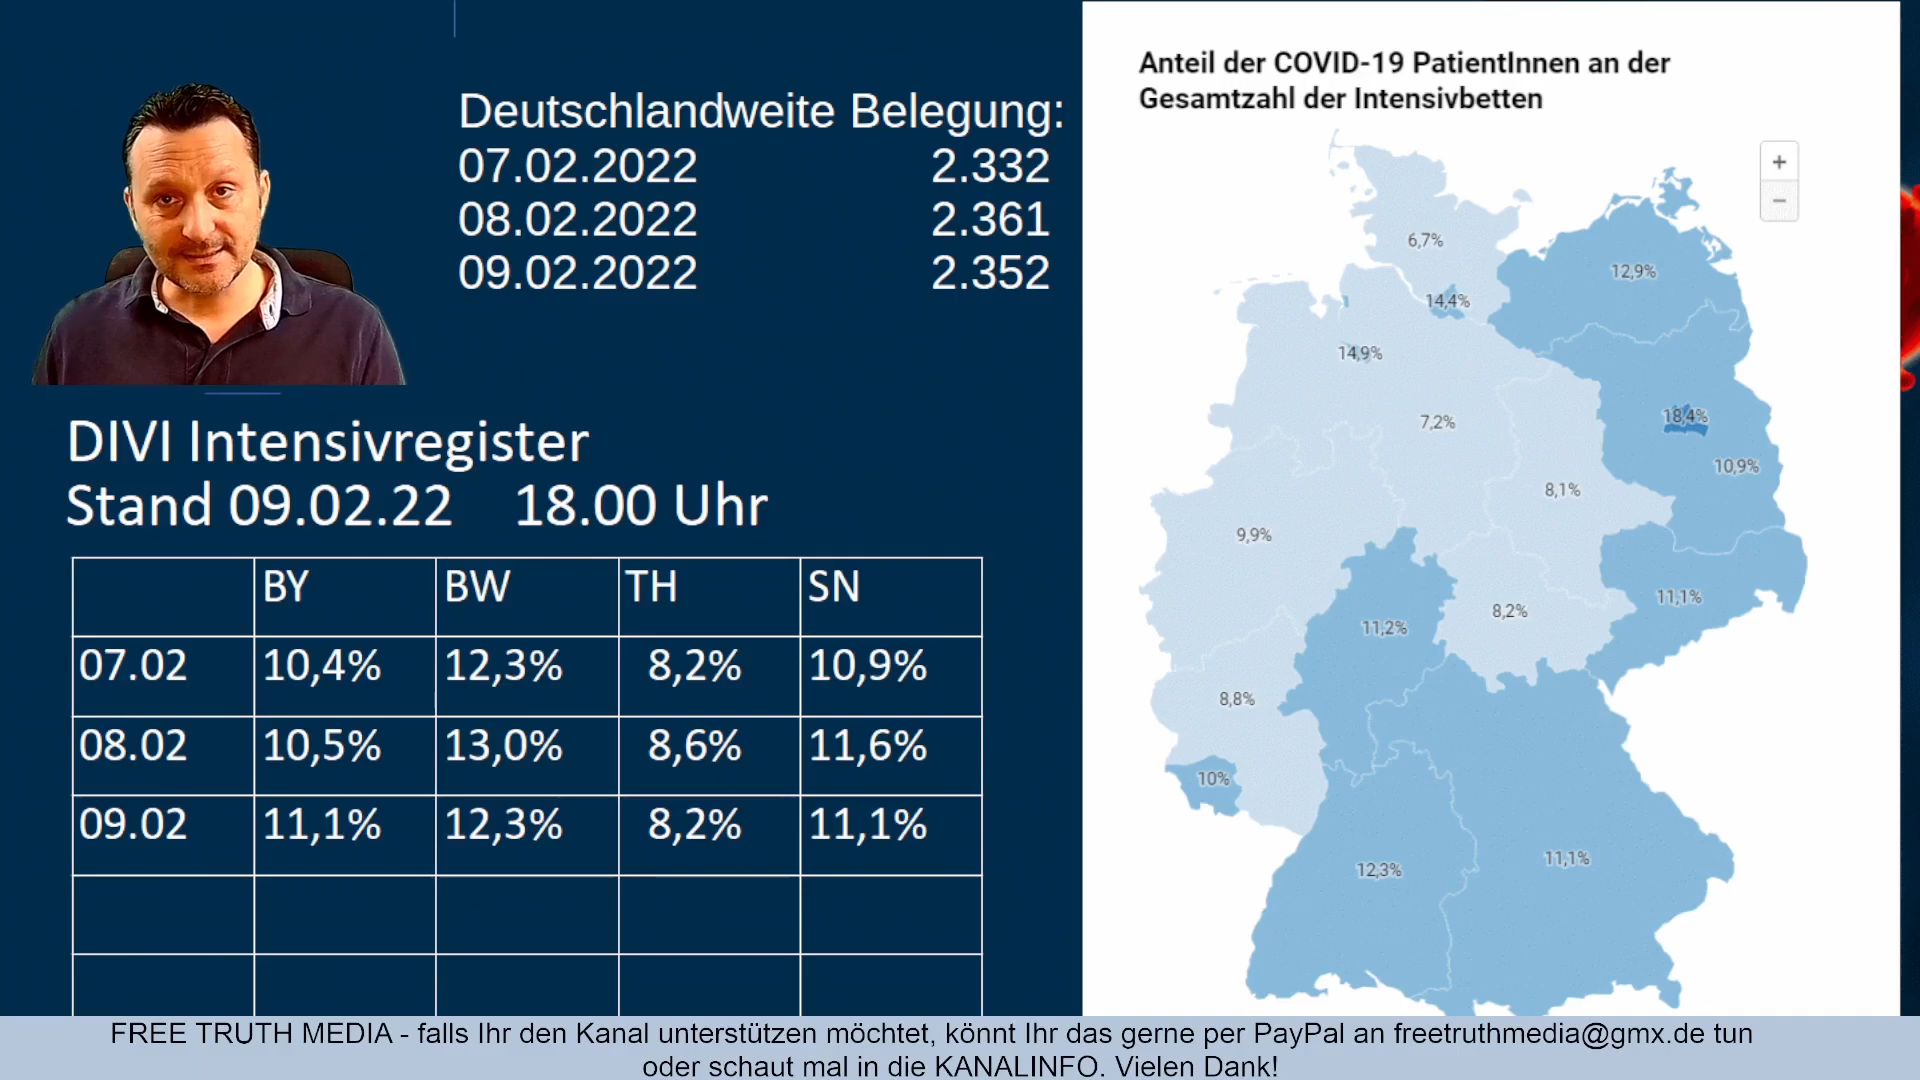 Deutschlandweite Belegung:
07.02.2022 2.332
08.02.2022 2.361
09.02.2022 2.352
DIVI Intensivregister
Stand 09.02.22 18.00 Uhr
BY BW TH SN
07.02 10,4% 12,3% 8,2% 10,9%
08.02 10,5% 13,0% 8,6% 11,6%
09.02 11,1% 12,3% 8,2% 11,1%
Anteil der COVID-19 PatientInnen an der
Gesamtzahl der Intensivbetten
+
−
6,7%
12,9%
14,4%
14,9%
7,2%
18,4%
10,9%
8,1%
9,9%
11,1%
8,2%
11,2%
8,8%
10%
11,1%
12,3%
FREE TRUTH MEDIA - falls Ihr den Kanal unterstützen möchtet, könnt Ihr das gerne per PayPal an freetruthmedia@gmx.de tun
oder schaut mal in die KANALINFO. Vielen Dank!